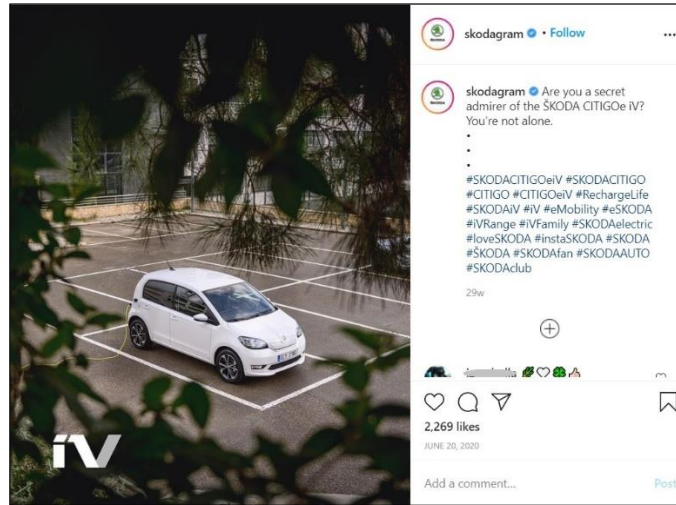 skodagram • Follow
skodagram Are you a secret
admirer of the ŠKODA CITIGOe iV?
You're not alone.
•
•
•
#SKODACITIGOeiV #SKODACITIGO
#CITIGO #CITIGOeiV #RechargeLife
#SKODAiV #iV #eMobility #eSKODA
#iVRange #iVFamily #SKODAelectric
#loveSKODA #instaSKODA #SKODA
#ŠKODA #SKODAfan #SKODAAUTO
#SKODAclub
29w
2,269 likes
JUNE 20, 2020
Add a comment...
Post
iV